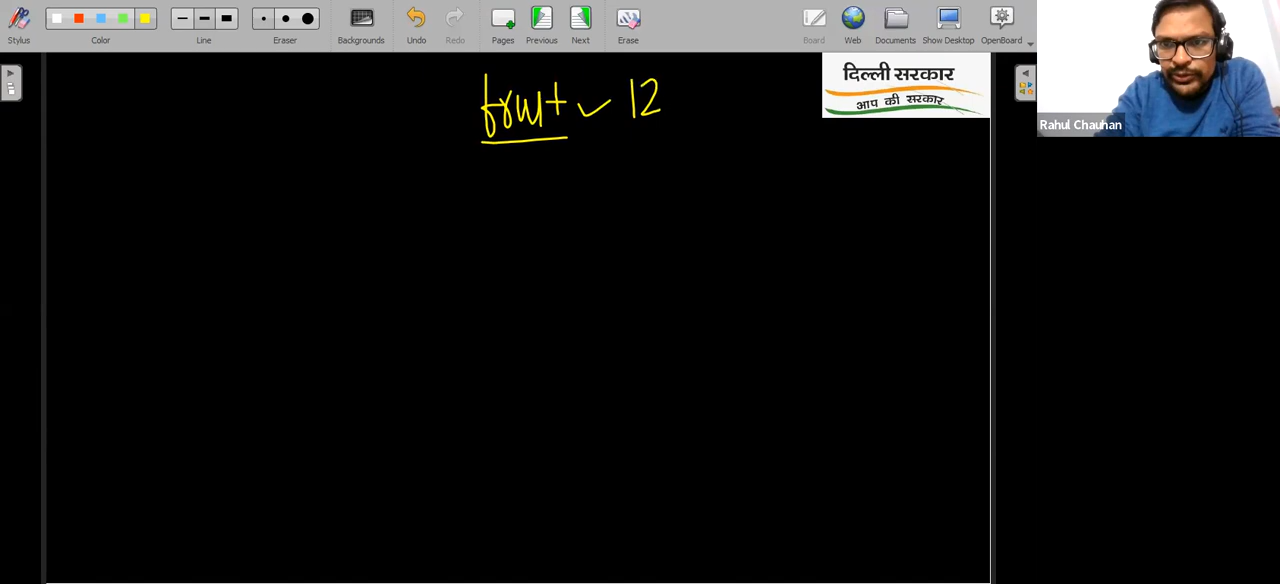 Stylus Color Line Eraser Backgrounds Undo Redo Pages Previous Next Erase Board Web Documents Show Desktop OpenBoard
fruit ✓ 12
दिल्ली सरकार
आप की सरकार
Rahul Chauhan